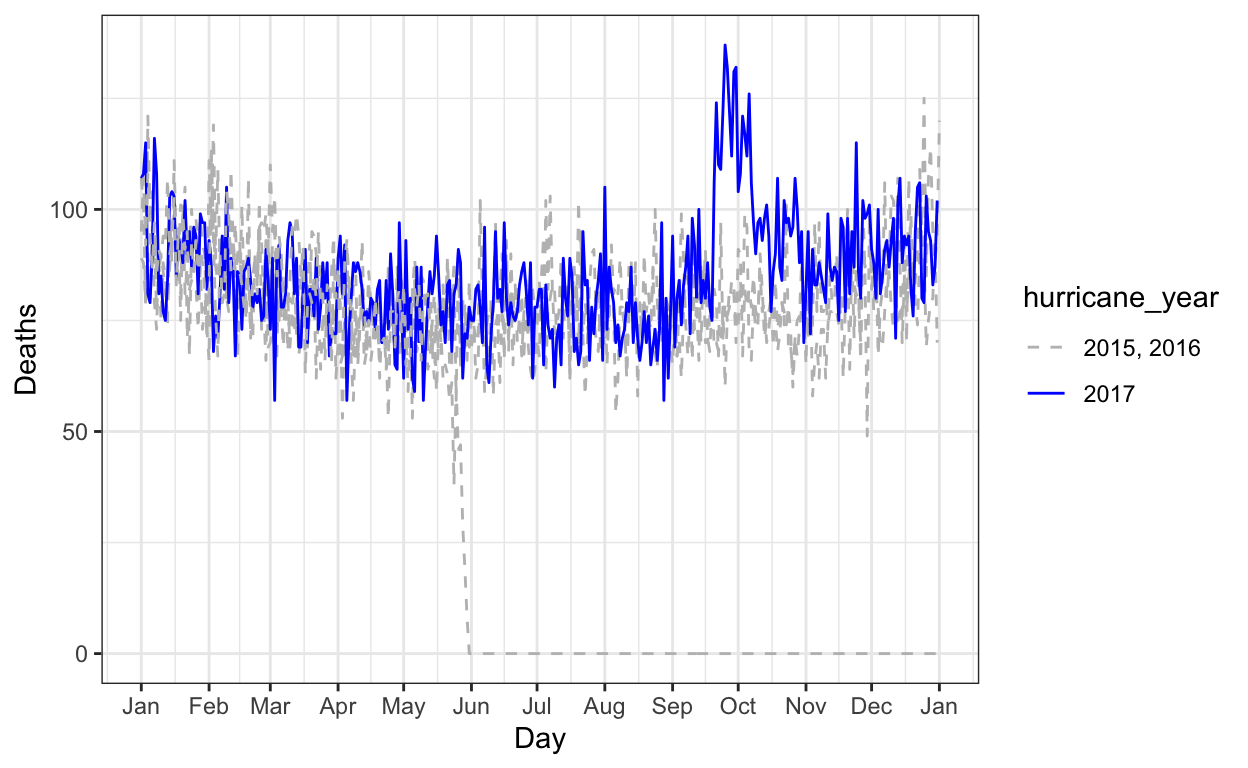 Deaths
100
50
0
Jan Feb Mar Apr May Jun Jul Aug Sep Oct Nov Dec Jan
Day
hurricane_year
2015, 2016
2017